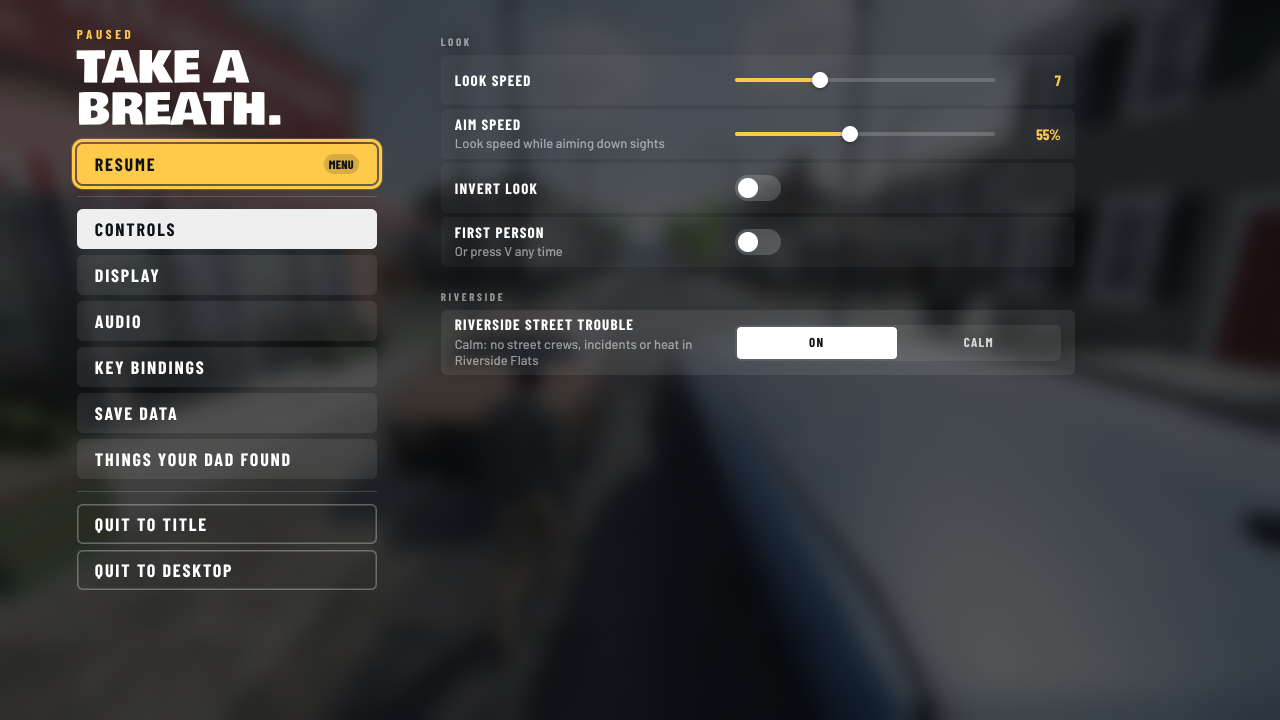 PAUSED
TAKE A
BREATH.
RESUME MENU
CONTROLS
DISPLAY
AUDIO
KEY BINDINGS
SAVE DATA
THINGS YOUR DAD FOUND
QUIT TO TITLE
QUIT TO DESKTOP
LOOK
LOOK SPEED 7
AIM SPEED 55%
Look speed while aiming down sights
INVERT LOOK
FIRST PERSON
Or press V any time
RIVERSIDE
RIVERSIDE STREET TROUBLE
Calm: no street crews, incidents or heat in
Riverside Flats
ON CALM